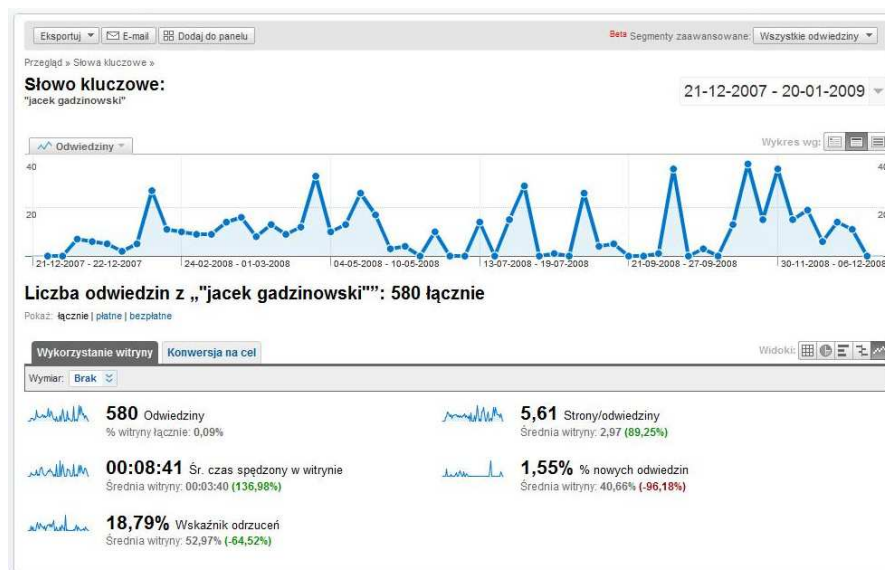 Eksportuj E-mail Dodaj do panelu Beta Segmenty zaawansowane: Wszystkie odwiedziny
Przegląd » Słowa kluczowe »
Słowo kluczowe:
"jacek gadzinowski"
21-12-2007 - 20-01-2009
Odwiedziny Wykres wg:
40 40
20 20
21-12-2007 - 22-12-2007 24-02-2008 - 01-03-2008 04-05-2008 - 10-05-2008 13-07-2008 - 19-07-2008 21-09-2008 - 27-09-2008 30-11-2008 - 06-12-2008
Liczba odwiedzin z „"jacek gadzinowski"”: 580 łącznie
Pokaż: łącznie | płatne | bezpłatne
Wykorzystanie witryny Konwersja na cel Widoki:
Wymiar: Brak
580 Odwiedziny
% witryny łącznie: 0,09%
5,61 Strony/odwiedziny
Średnia witryny: 2,97 (89,25%)
00:08:41 Śr. czas spędzony w witrynie
Średnia witryny: 00:03:40 (136,98%)
1,55% % nowych odwiedzin
Średnia witryny: 40,66% (-96,18%)
18,79% Wskaźnik odrzuceń
Średnia witryny: 52,97% (-64,52%)